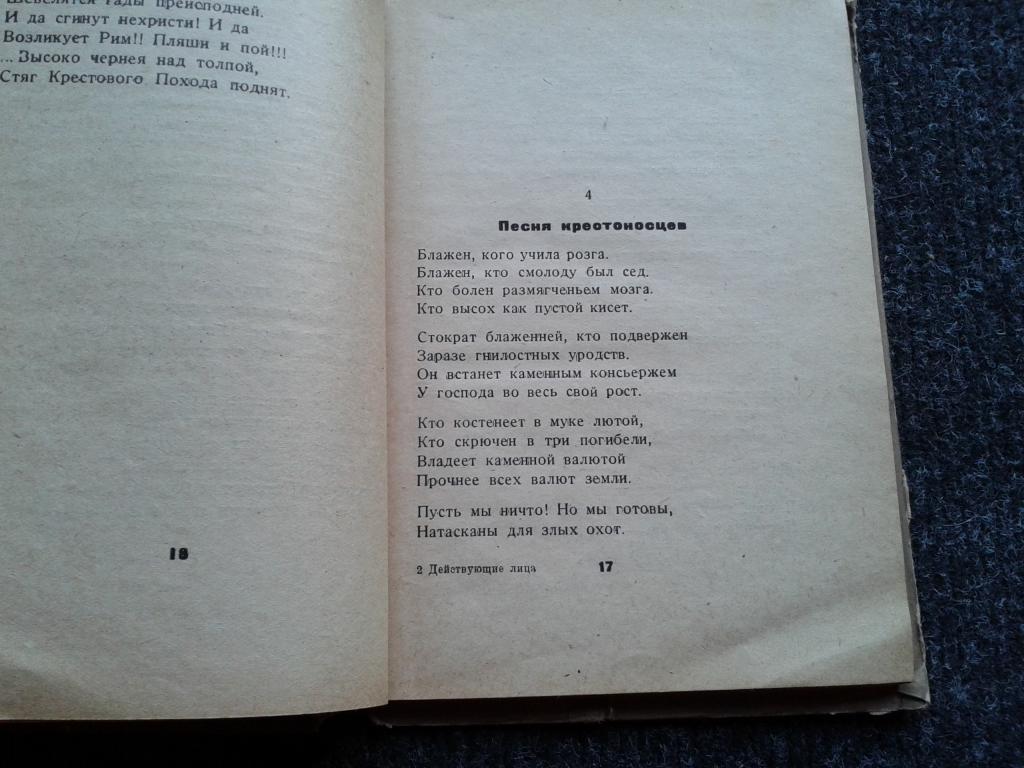 Шевелятся гады преисподней.
И да сгинут нехристи! И да
Возликует Рим!! Пляши и пой!!!
...Зысоко чернея над толпой,
Стяг Крестового Похода поднят.
18
4
Песня крестоносцев
Блажен, кого учила розга.
Блажен, кто смолоду был сед.
Кто болен размягченьем мозга.
Кто высох как пустой кисет.
Стократ блаженней, кто подвержен
Заразе гнилостных уродств.
Он встанет каменным консьержем
У господа во весь свой рост.
Кто костенеет в муке лютой,
Кто скрючен в три погибели,
Владеет каменной валютой
Прочнее всех валют земли.
Пусть мы ничто! Но мы готовы,
Натасканы для злых охот.
2 Действующие лица 17